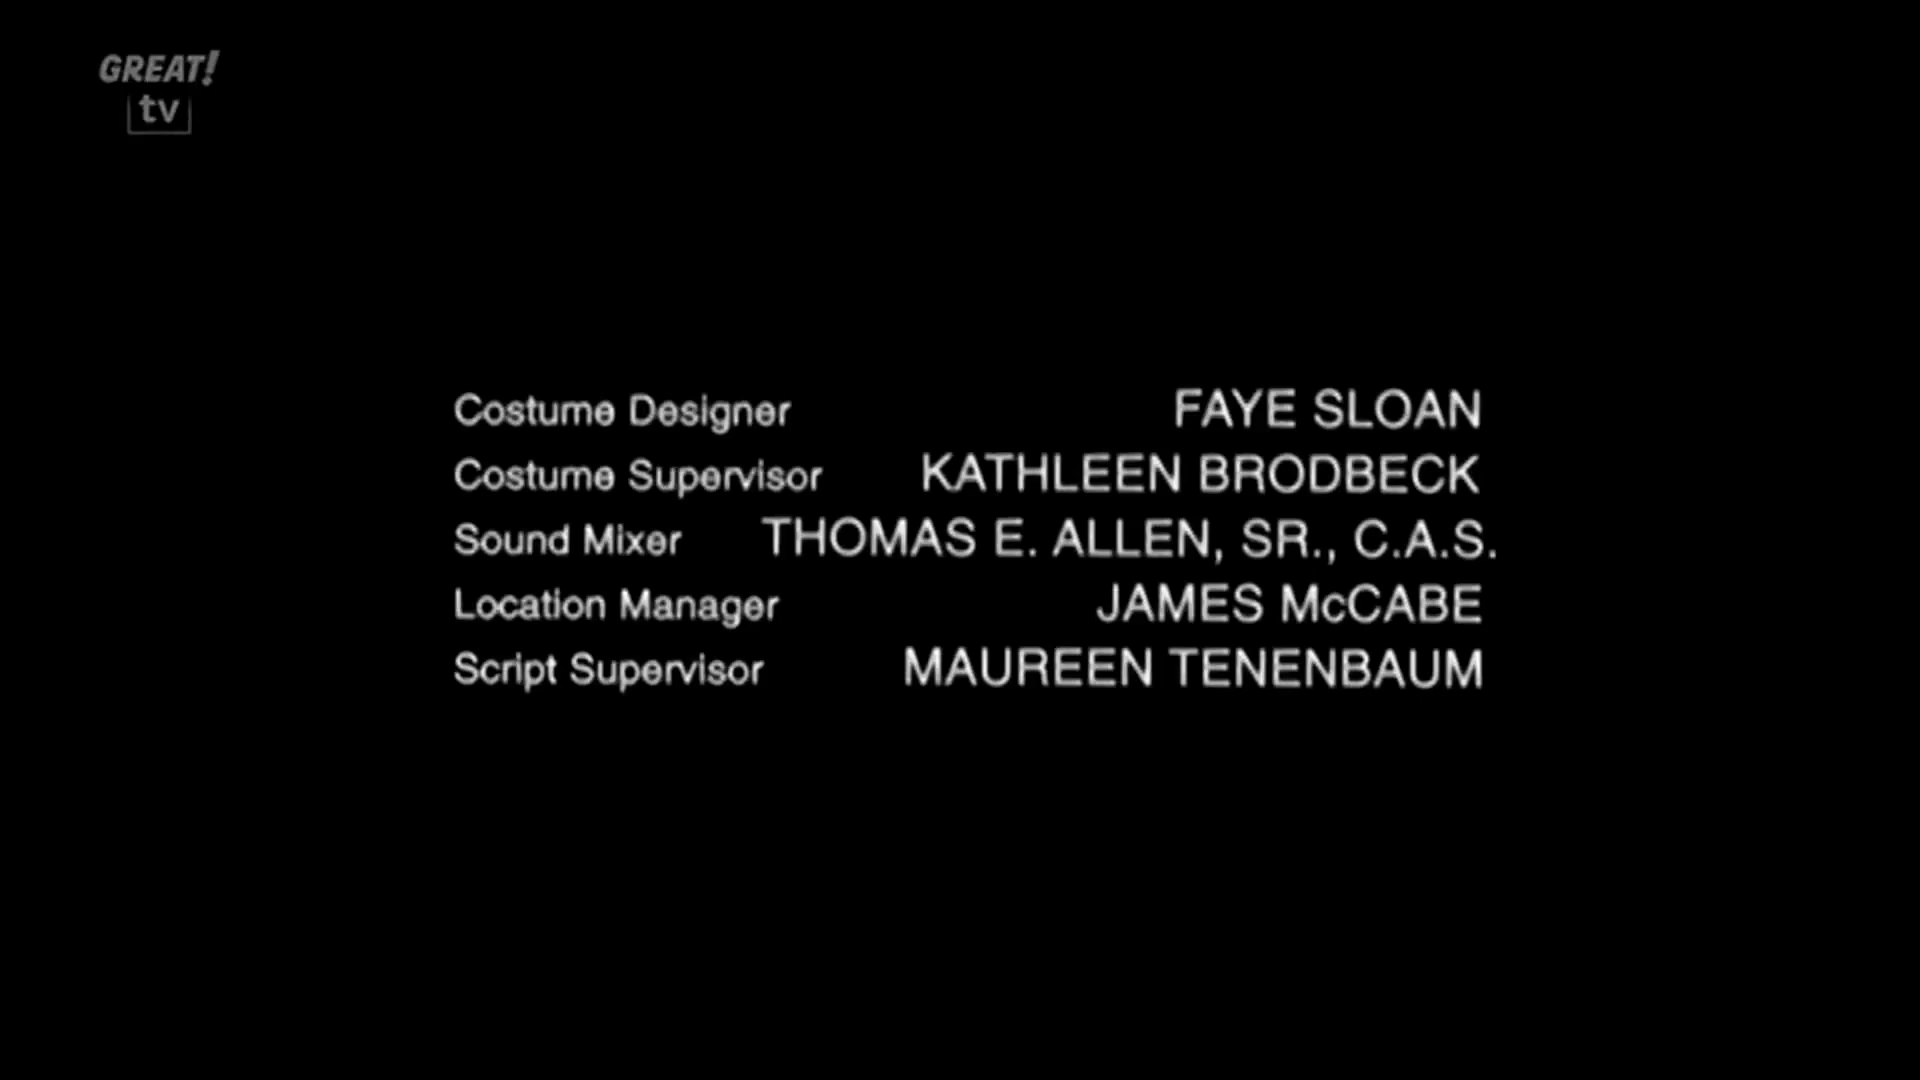 GREAT!
tv
Costume Designer FAYE SLOAN
Costume Supervisor KATHLEEN BRODBECK
Sound Mixer THOMAS E. ALLEN, SR., C.A.S.
Location Manager JAMES McCABE
Script Supervisor MAUREEN TENENBAUM